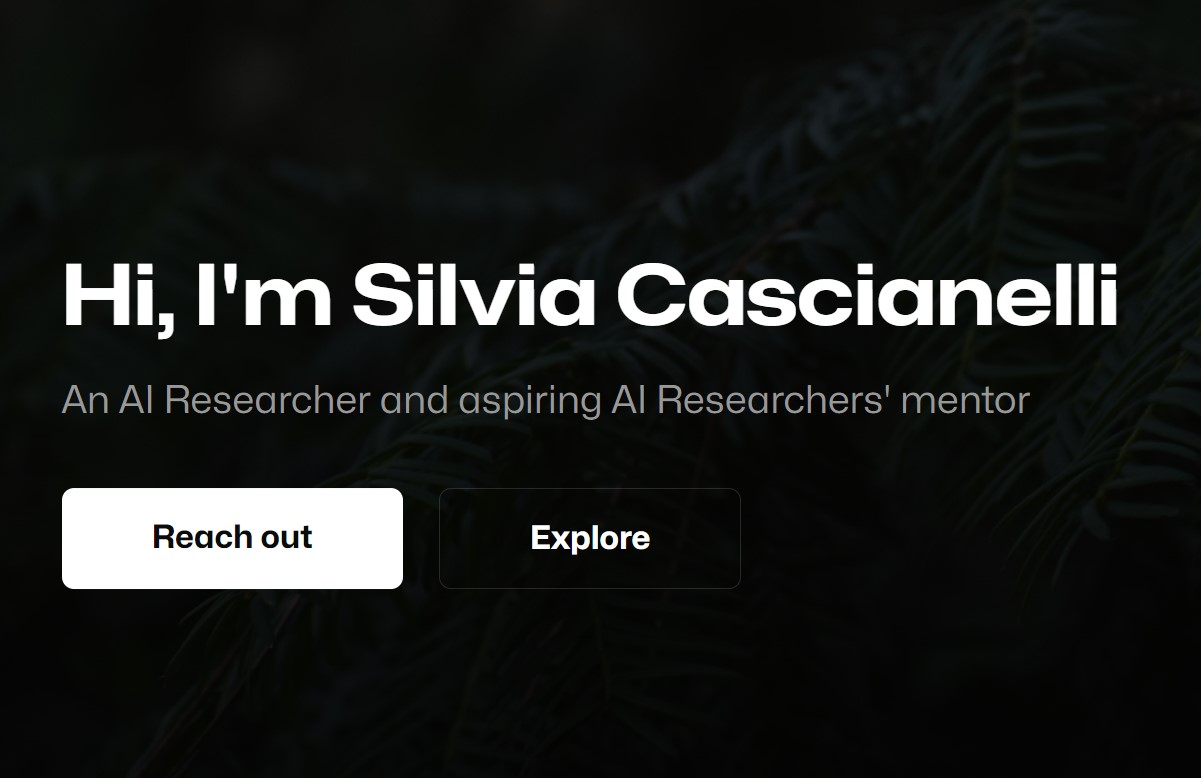 Hi, I'm Silvia Cascianelli
An AI Researcher and aspiring AI Researchers' mentor
Reach out
Explore